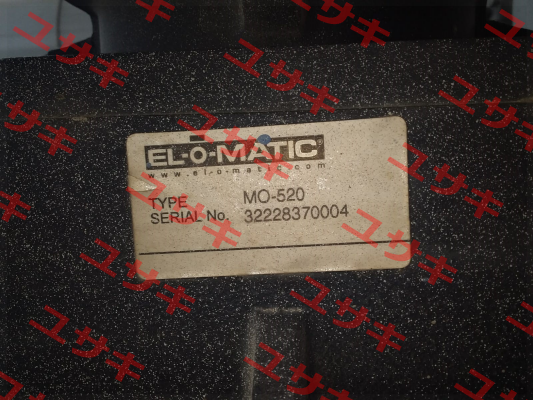 EL-O-MATIC
www.el-o-matic.com
TYPE MO-520
SERIAL No. 32228370004
ユサキ